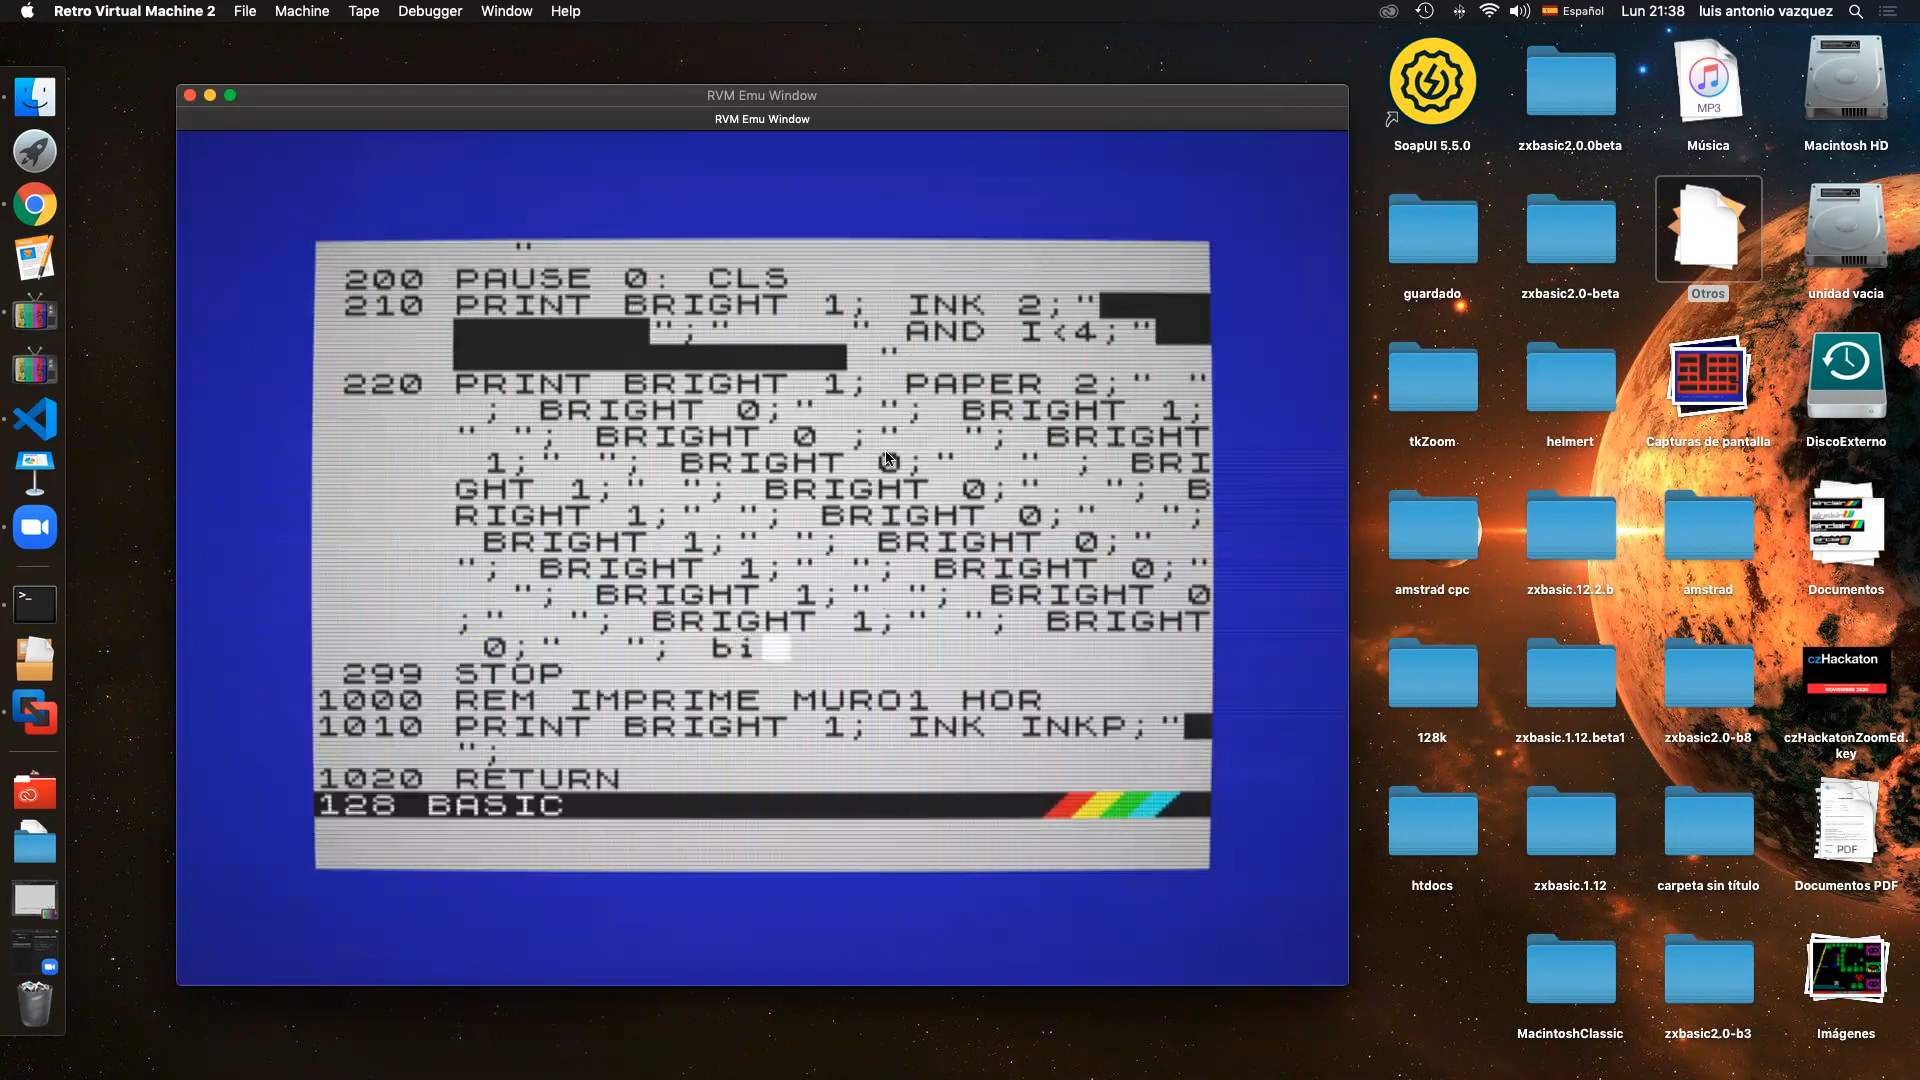 Retro Virtual Machine 2 File Machine Tape Debugger Window Help
Español Lun 21:38 luis antonio vazquez
RVM Emu Window
RVM Emu Window
"
200 PAUSE 0: CLS
210 PRINT BRIGHT 1; INK 2;"
";" " AND I<4;"
"
220 PRINT BRIGHT 1; PAPER 2;" "
; BRIGHT 0;" "; BRIGHT 1;
" "; BRIGHT 0 ;" "; BRIGHT
1;" "; BRIGHT 0;" " ; BRI
GHT 1;" "; BRIGHT 0;" "; B
RIGHT 1;" "; BRIGHT 0;" ";
BRIGHT 1;" "; BRIGHT 0;"
"; BRIGHT 1;" "; BRIGHT 0;"
"; BRIGHT 1;" "; BRIGHT 0
;" "; BRIGHT 1;" "; BRIGHT
0;" "; bi
299 STOP
1000 REM IMPRIME MURO1 HOR
1010 PRINT BRIGHT 1; INK INKP;"
";
1020 RETURN
128 BASIC
SoapUI 5.5.0
zxbasic2.0.0beta
MP3
Música
Macintosh HD
guardado
zxbasic2.0-beta
Otros
unidad vacia
tkZoom
helmert
Capturas de pantalla
DiscoExterno
amstrad cpc
zxbasic.12.2.b
amstrad
sinclair
Documentos
128k
zxbasic.1.12.beta1
zxbasic2.0-b8
czHackaton
NOVIEMBRE 2020
czHackatonZoomEd.
key
htdocs
zxbasic.1.12
carpeta sin título
PDF
Documentos PDF
MacintoshClassic
zxbasic2.0-b3
Imágenes